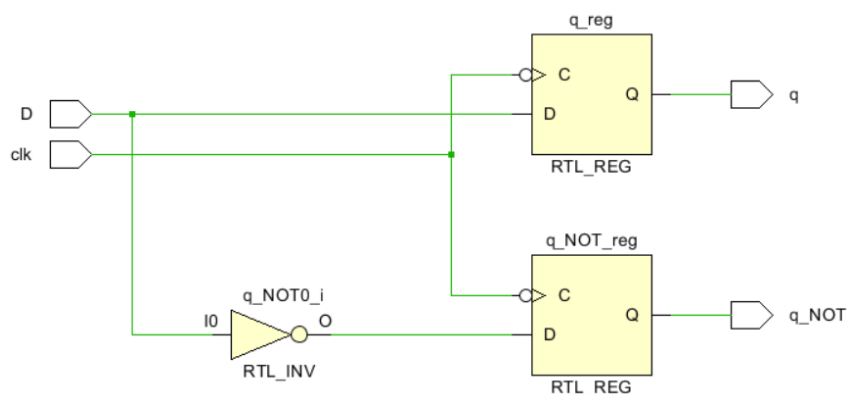 q_reg
C
D
Q
RTL_REG
D
clk
q
q_NOT_reg
C
D
Q
RTL_REG
q_NOT
q_NOT0_i
I0
O
RTL_INV